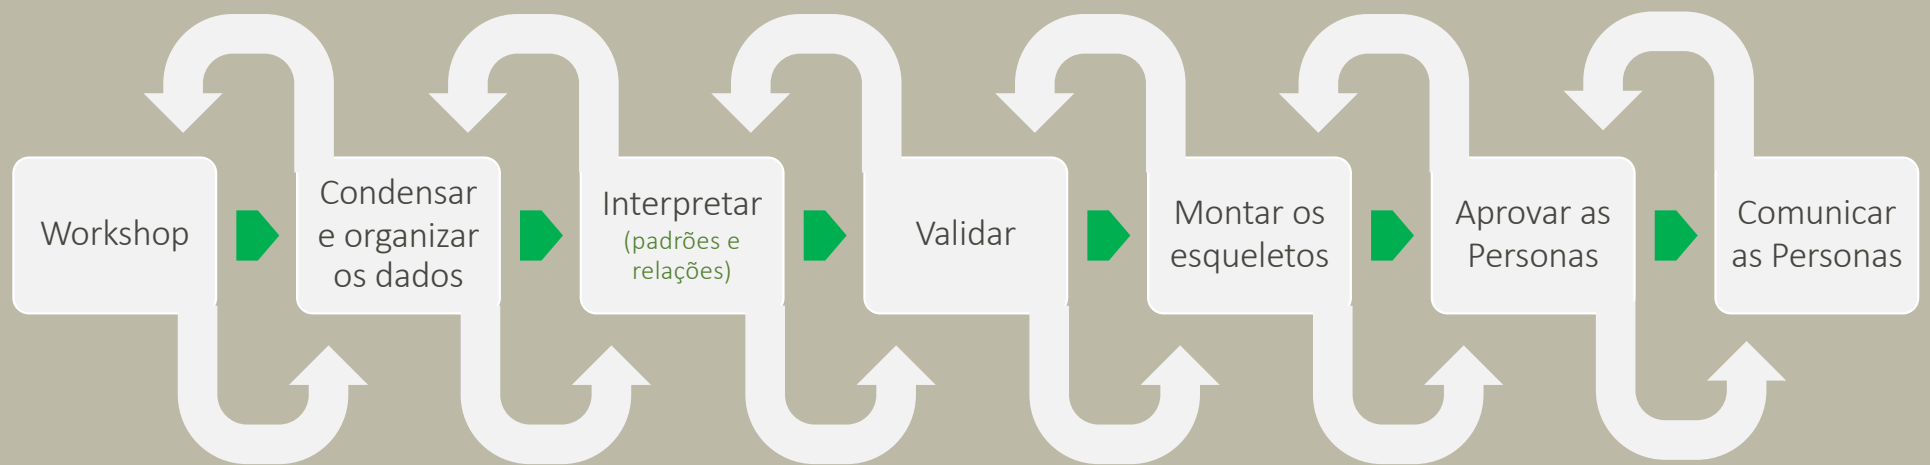 Workshop
Condensar
e organizar
os dados
Interpretar
(padrões e
relações)
Validar
Montar os
esqueletos
Aprovar as
Personas
Comunicar
as Personas